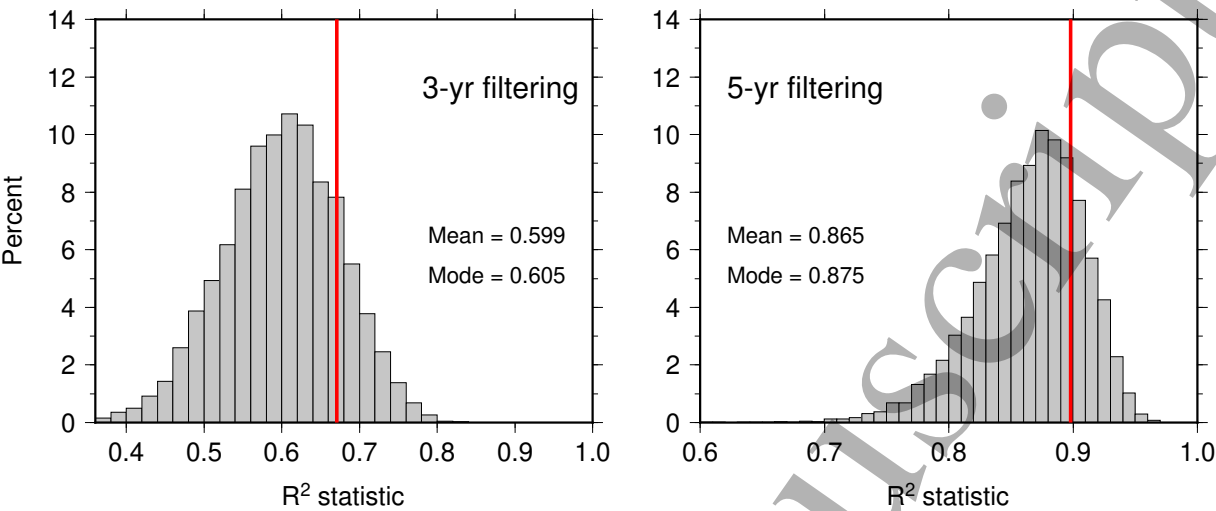 14
12
10
8
6
4
2
0
Percent
3-yr filtering
Mean = 0.599
Mode = 0.605
0.4 0.5 0.6 0.7 0.8 0.9 1.0
R² statistic
14
12
10
8
6
4
2
0
5-yr filtering
Mean = 0.865
Mode = 0.875
0.6 0.7 0.8 0.9 1.0
R² statistic
uscrip